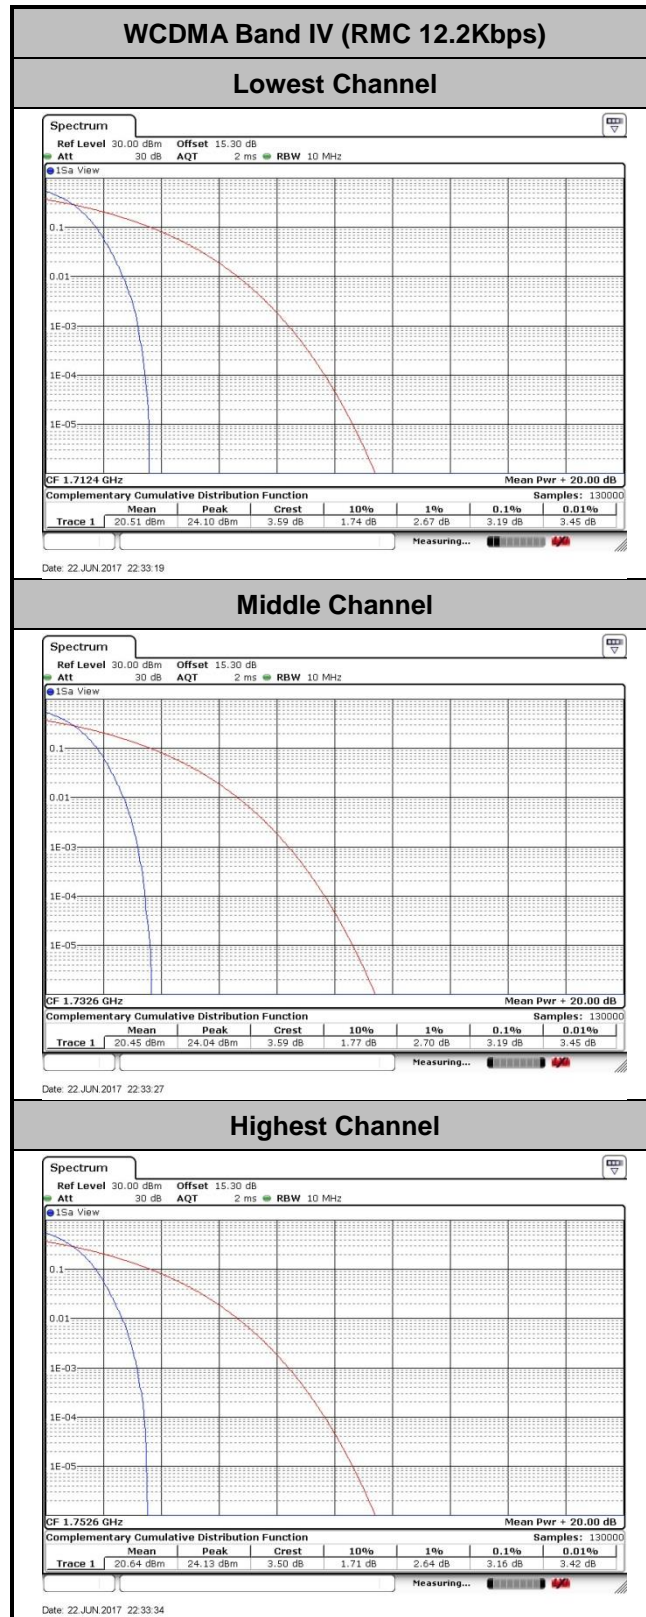 WCDMA Band IV (RMC 12.2Kbps)
Lowest Channel
Spectrum
Ref Level 30.00 dBm Offset 15.30 dB
Att 30 dB AQT 2 ms RBW 10 MHz
1Sa View
0.1
0.01
1E-03
1E-04
1E-05
CF 1.7124 GHz Mean Pwr + 20.00 dB
Complementary Cumulative Distribution Function Samples: 130000
Mean Peak Crest 10% 1% 0.1% 0.01%
Trace 1 20.51 dBm 24.10 dBm 3.59 dB 1.74 dB 2.67 dB 3.19 dB 3.45 dB
Measuring...
Date: 22.JUN.2017 22:33:19
Middle Channel
Spectrum
Ref Level 30.00 dBm Offset 15.30 dB
Att 30 dB AQT 2 ms RBW 10 MHz
1Sa View
0.1
0.01
1E-03
1E-04
1E-05
CF 1.7326 GHz Mean Pwr + 20.00 dB
Complementary Cumulative Distribution Function Samples: 130000
Mean Peak Crest 10% 1% 0.1% 0.01%
Trace 1 20.45 dBm 24.04 dBm 3.59 dB 1.77 dB 2.70 dB 3.19 dB 3.45 dB
Measuring...
Date: 22.JUN.2017 22:33:27
Highest Channel
Spectrum
Ref Level 30.00 dBm Offset 15.30 dB
Att 30 dB AQT 2 ms RBW 10 MHz
1Sa View
0.1
0.01
1E-03
1E-04
1E-05
CF 1.7526 GHz Mean Pwr + 20.00 dB
Complementary Cumulative Distribution Function Samples: 130000
Mean Peak Crest 10% 1% 0.1% 0.01%
Trace 1 20.64 dBm 24.13 dBm 3.50 dB 1.71 dB 2.64 dB 3.16 dB 3.42 dB
Measuring...
Date: 22.JUN.2017 22:33:34